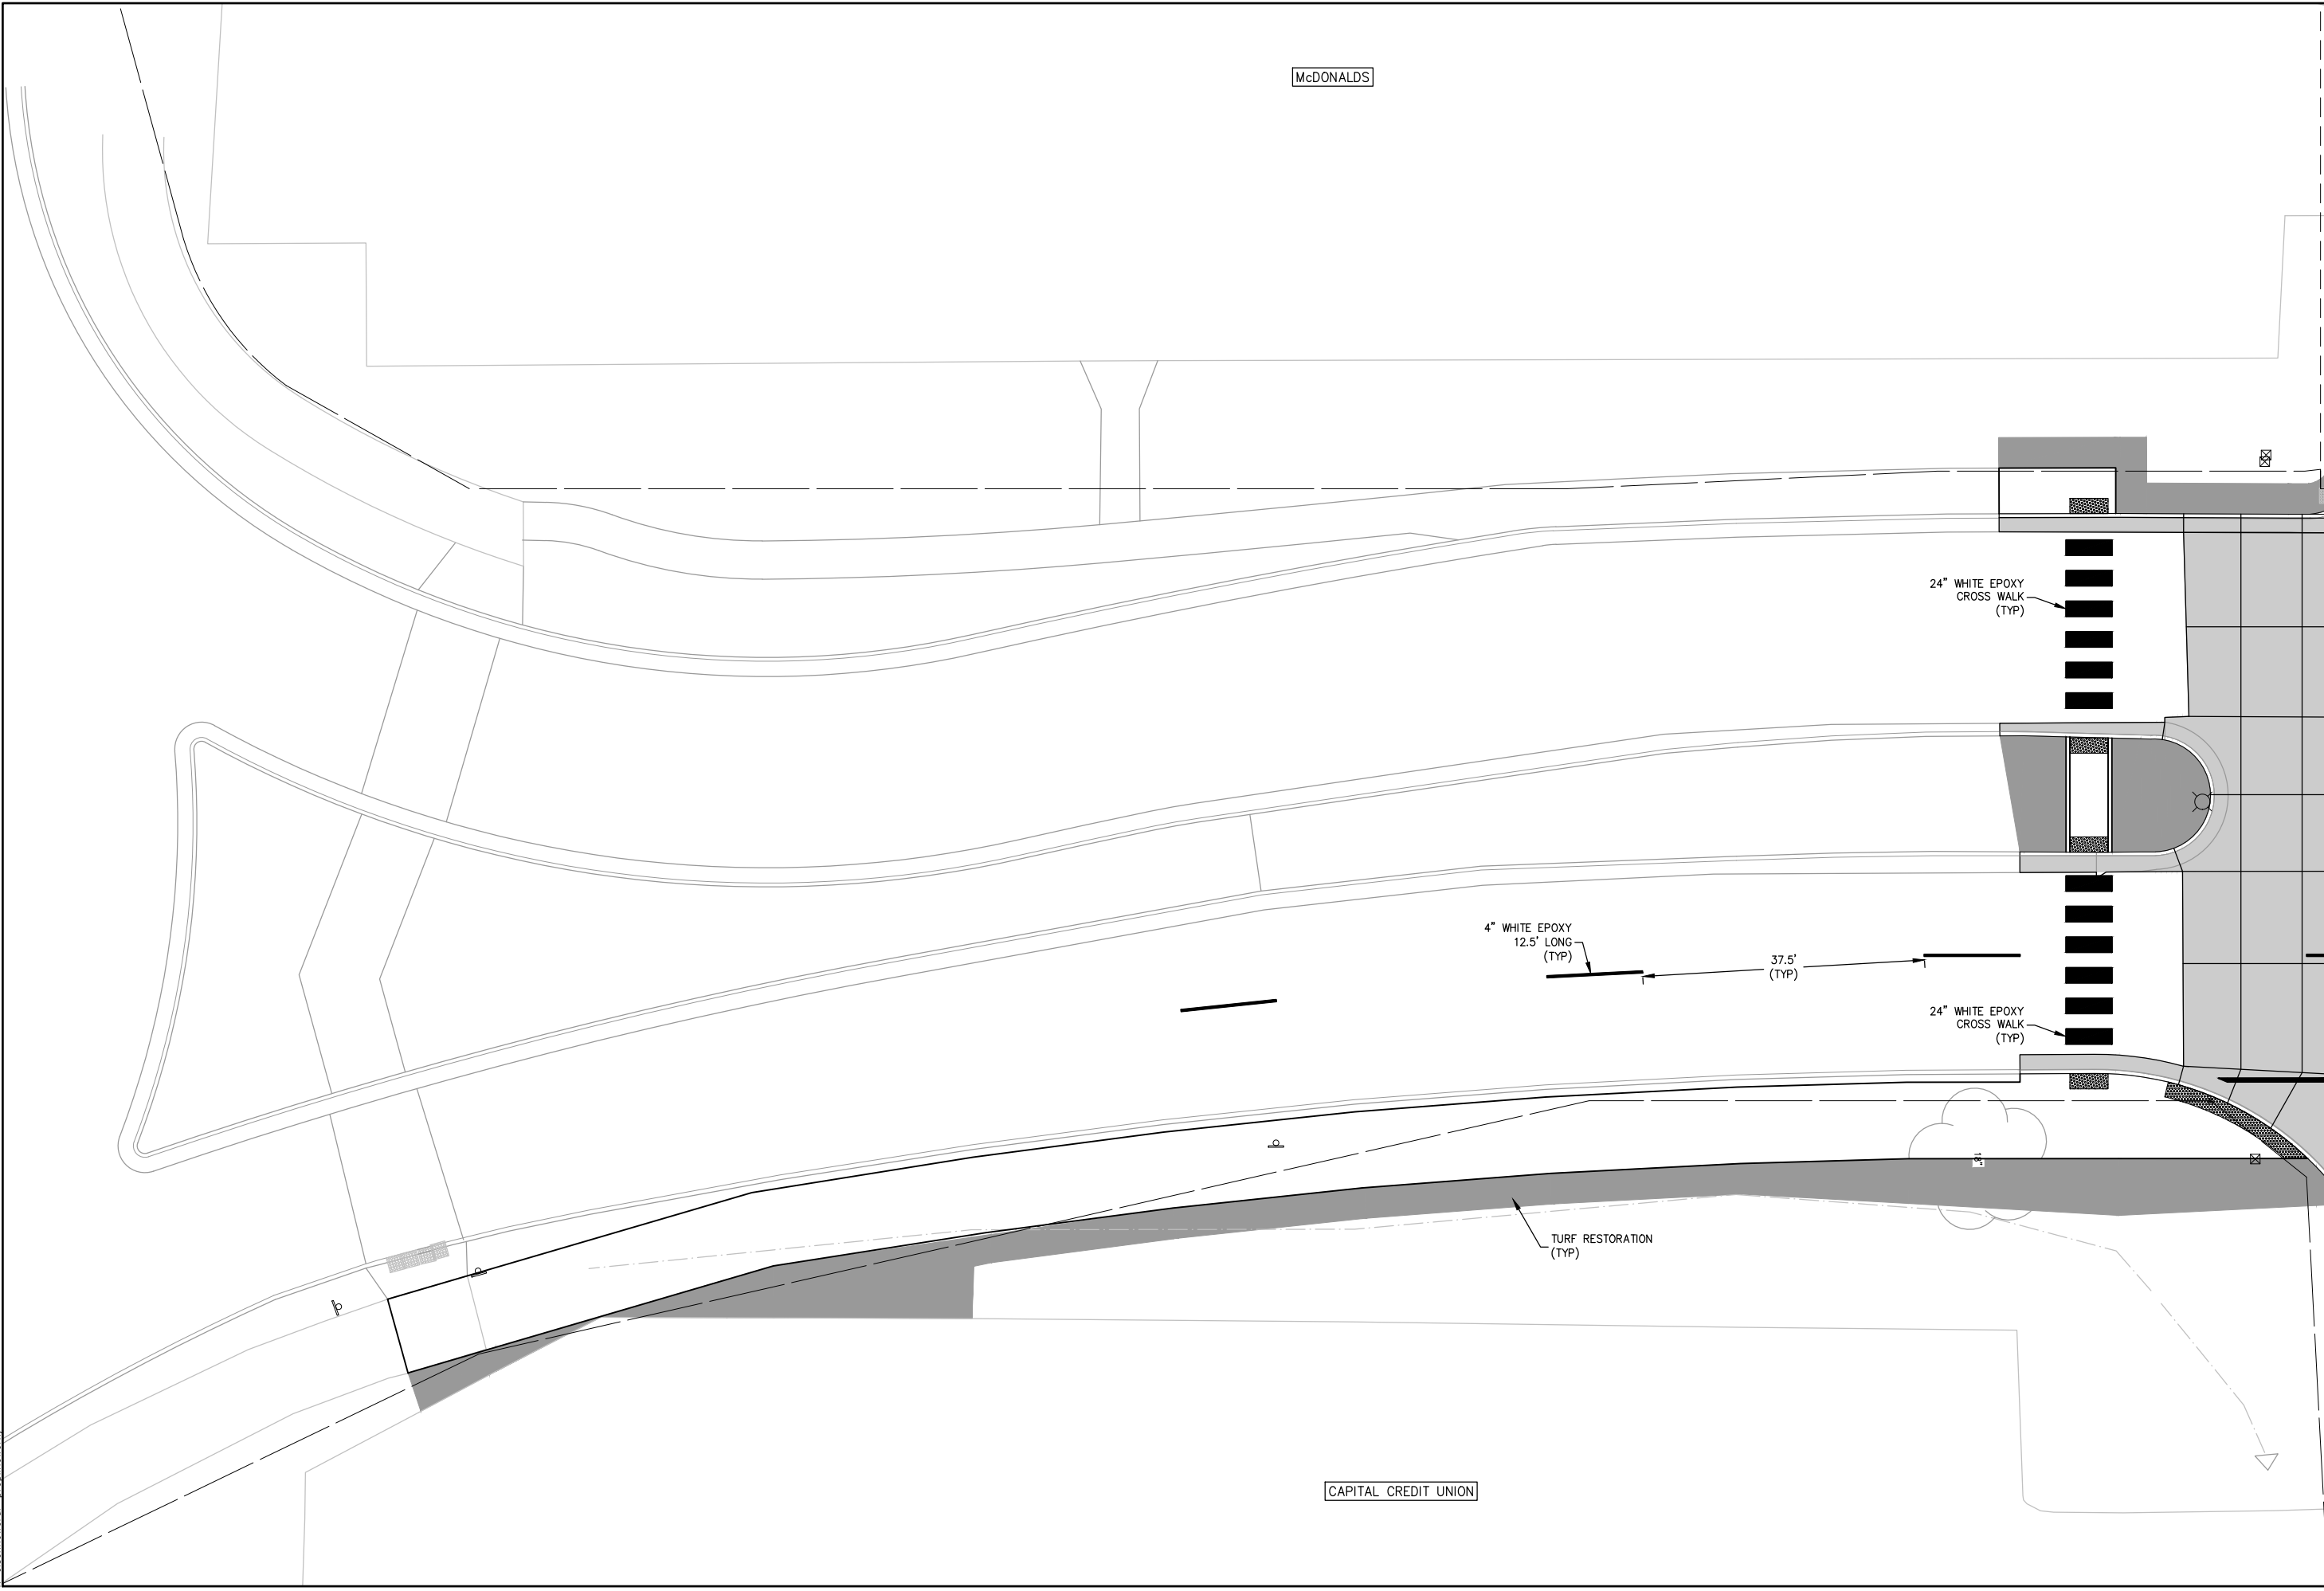 McDONALDS
24" WHITE EPOXY
CROSS WALK
(TYP)
4" WHITE EPOXY
12.5' LONG
(TYP)
37.5'
(TYP)
24" WHITE EPOXY
CROSS WALK
(TYP)
18"
TURF RESTORATION
(TYP)
CAPITAL CREDIT UNION